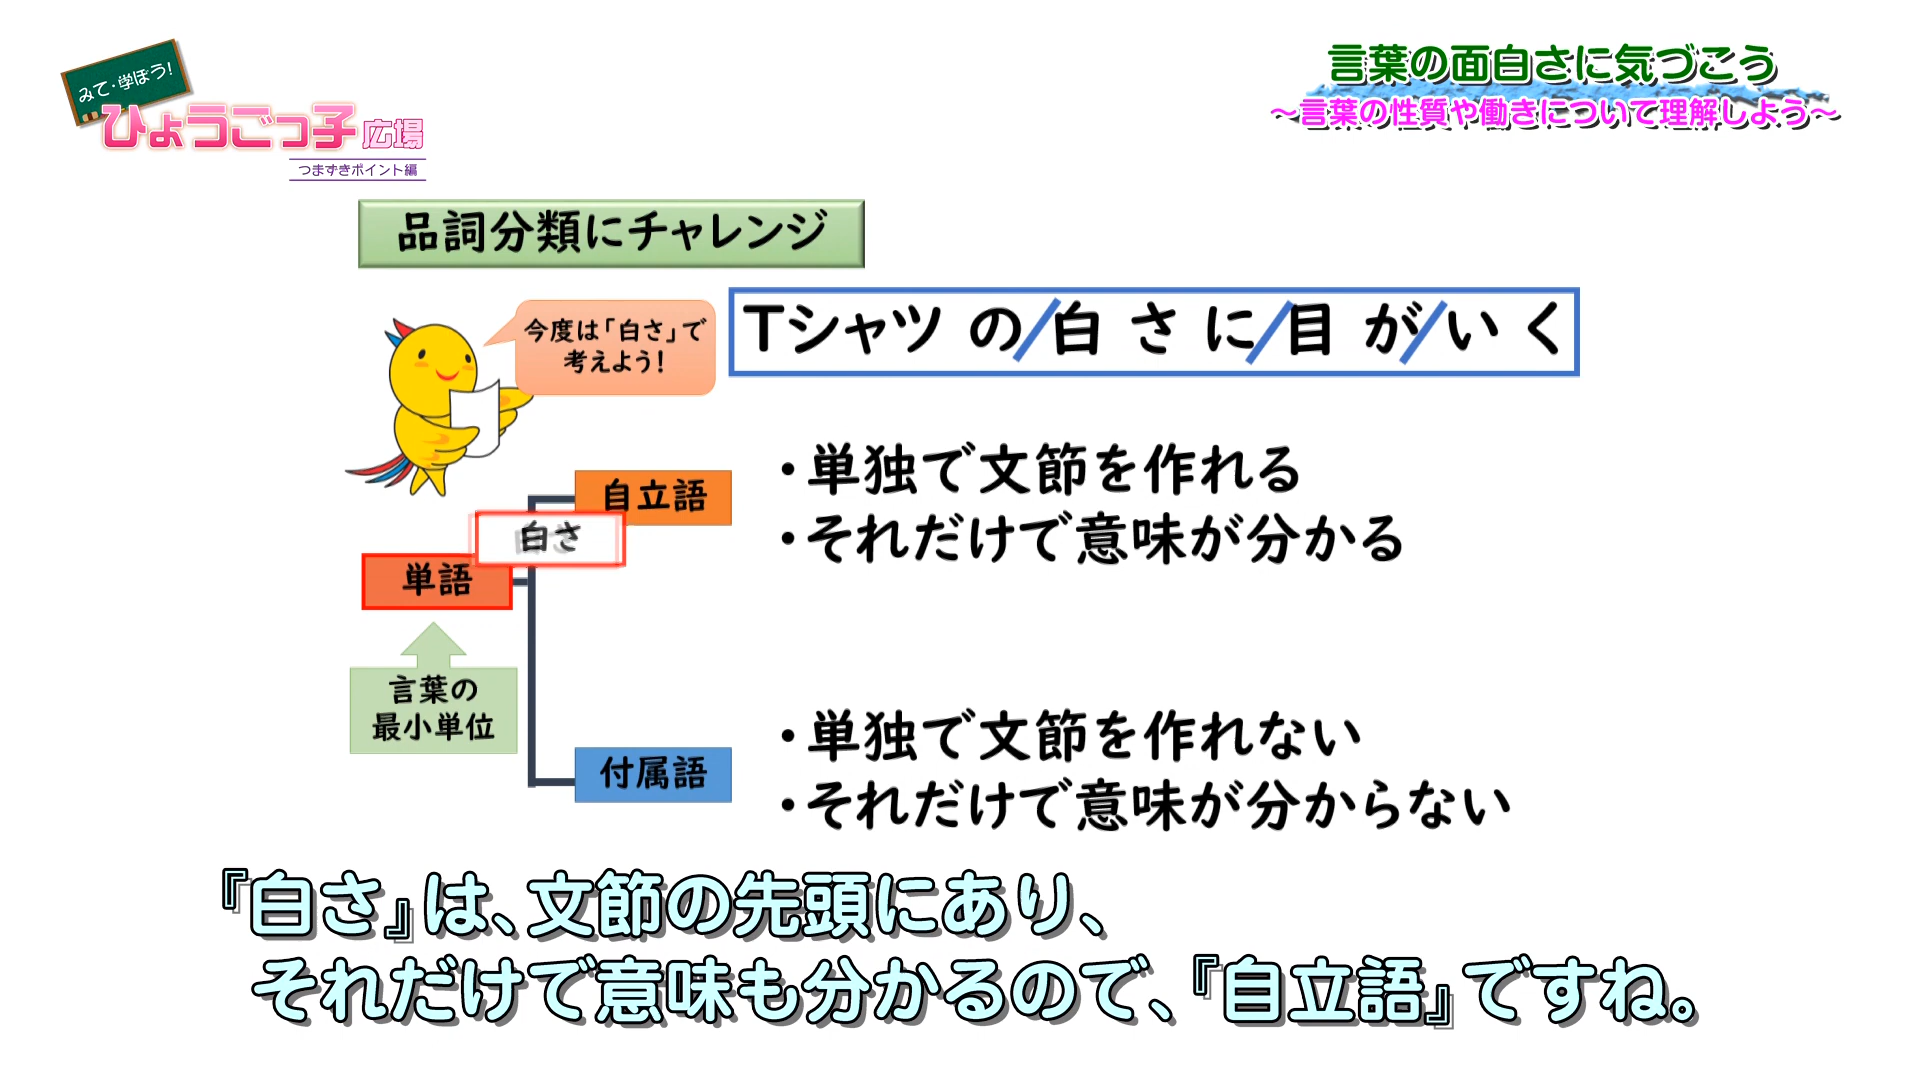 みて・学ぼう!
ひょうごっ子広場
つまずきポイント編
言葉の面白さに気づこう
～言葉の性質や働きについて理解しよう～
品詞分類にチャレンジ
今度は「白さ」で
考えよう!
Tシャツ の/白 さ に/目 が/い く
自立語
・単独で文節を作れる
・それだけで意味が分かる
白さ
単語
言葉の
最小単位
付属語
・単独で文節を作れない
・それだけで意味が分からない
『白さ』は、文節の先頭にあり、
それだけで意味も分かるので、『自立語』ですね。